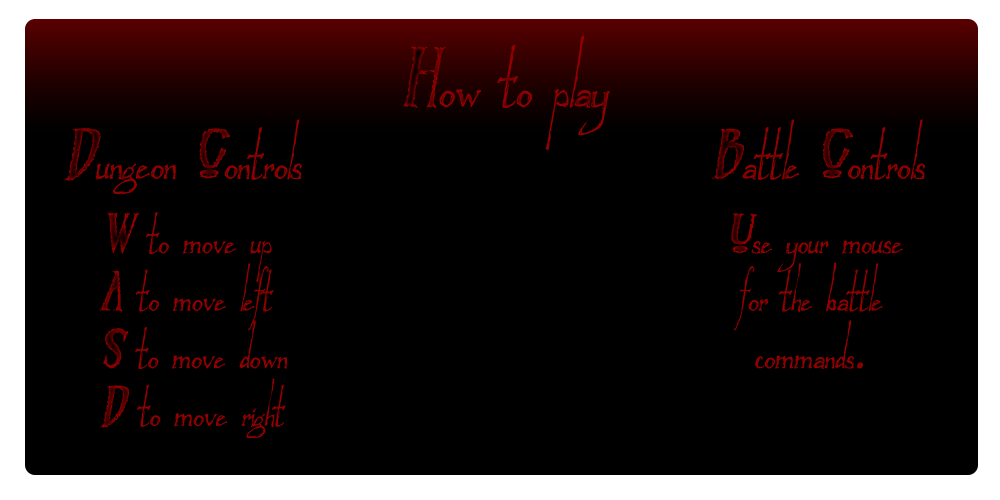 How to play
Dungeon Controls
W to move up
A to move left
S to move down
D to move right
Battle Controls
Use your mouse
for the battle
commands.